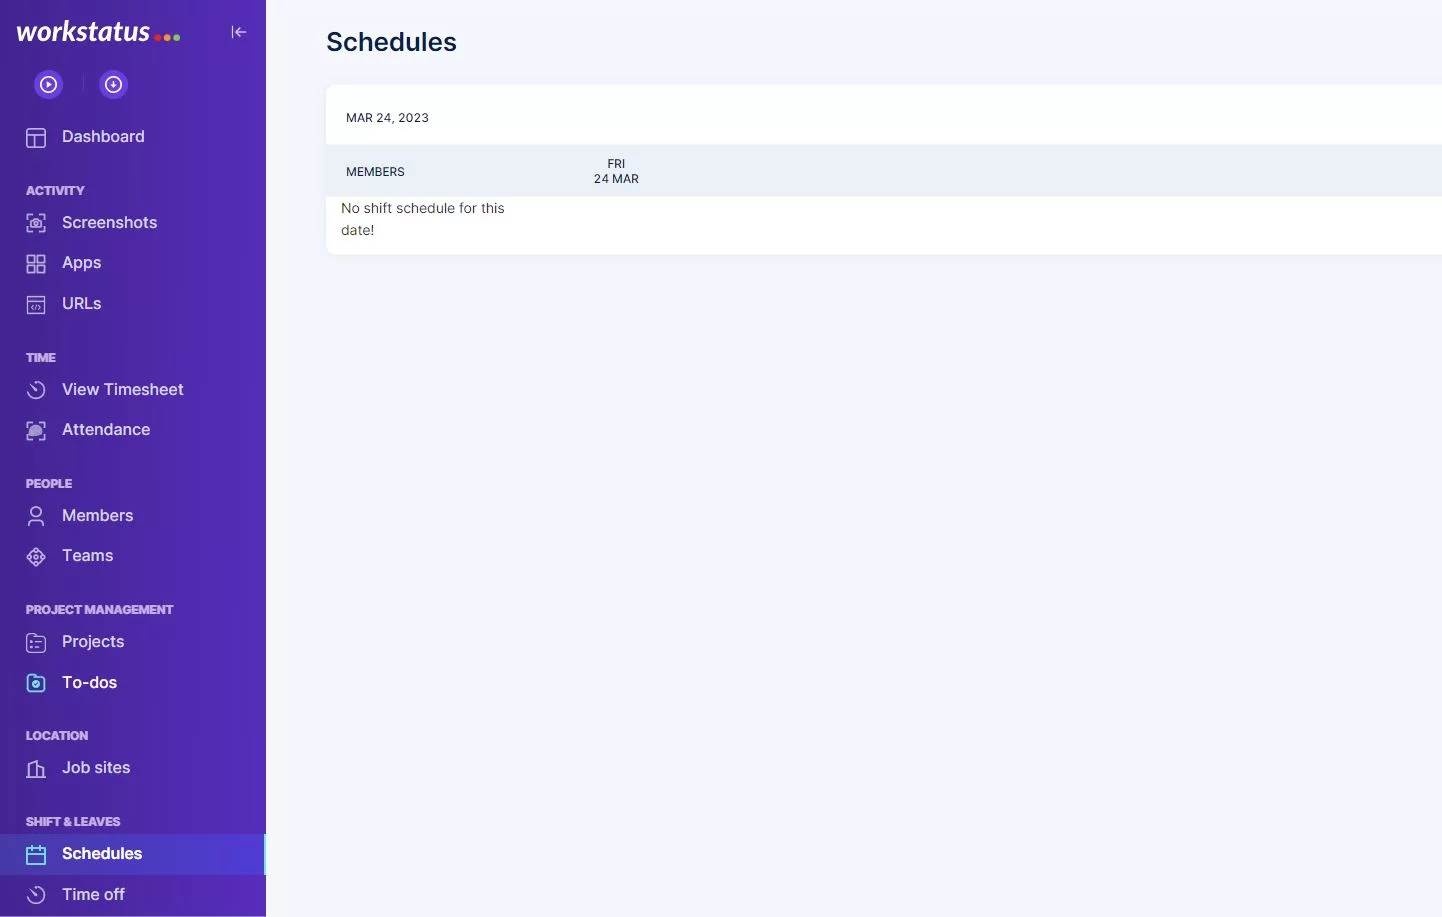 workstatus
Dashboard
ACTIVITY
Screenshots
Apps
URLs
TIME
View Timesheet
Attendance
PEOPLE
Members
Teams
PROJECT MANAGEMENT
Projects
To-dos
LOCATION
Job sites
SHIFT & LEAVES
Schedules
Time off
Schedules
MAR 24, 2023
MEMBERS
FRI
24 MAR
No shift schedule for this
date!